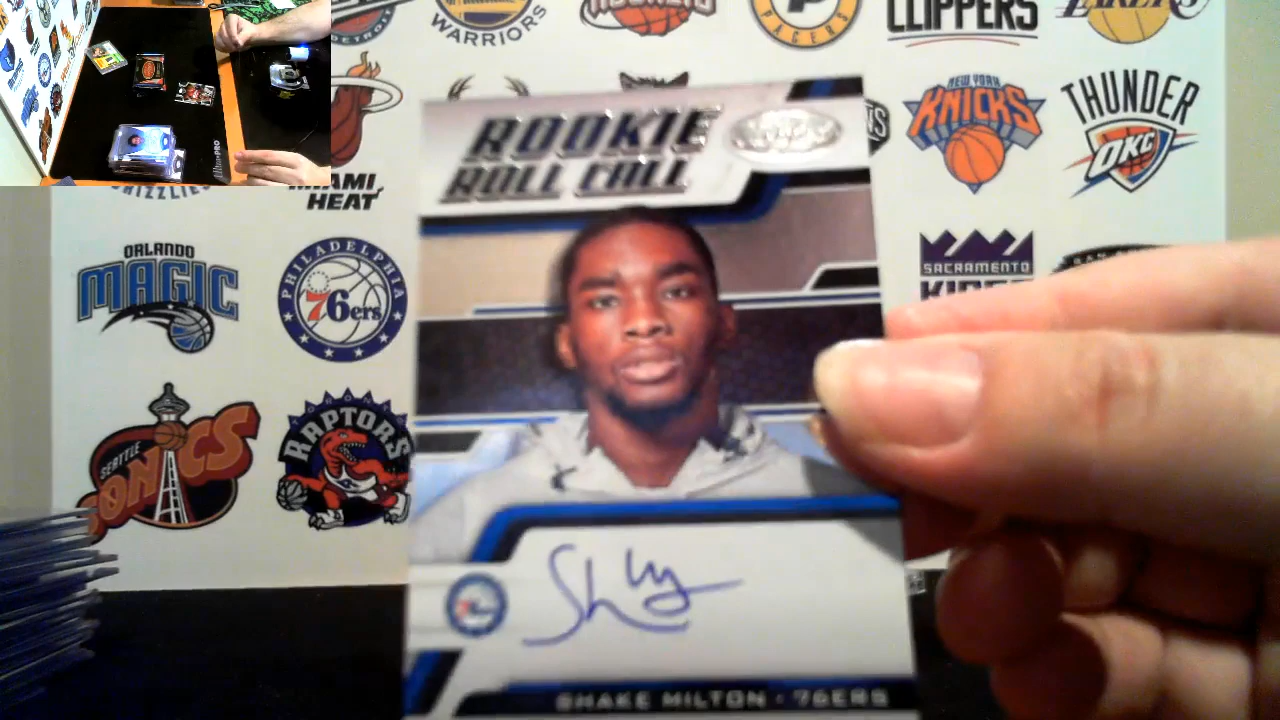 WARRIORS
PACERS
CLIPPERS
LAKERS
NEW YORK
KNICKS
THUNDER
OKC
MIAMI
HEAT
ORLANDO
MAGIC
PHILADELPHIA
76ers
SACRAMENTO
SEATTLE
SONICS
TORONTO
RAPTORS
ROOKIE
ROLL CALL
SHAKE MILTON · 76ERS